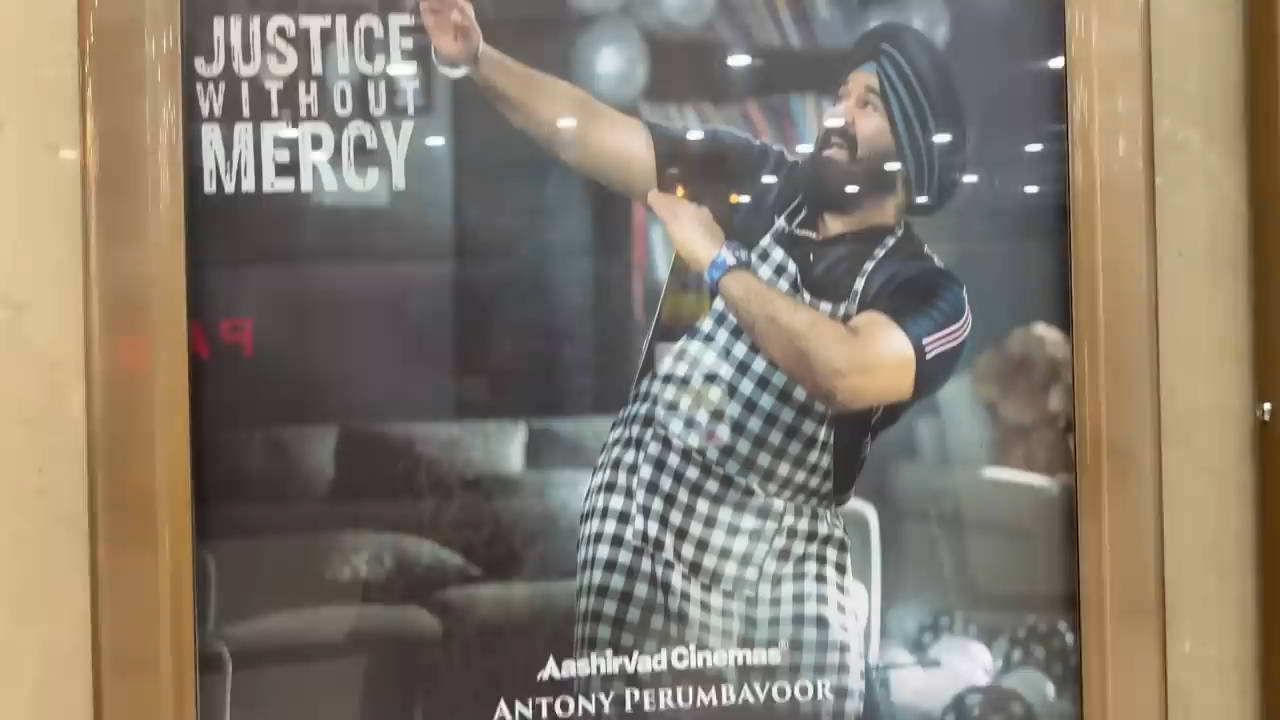 JUSTICE
WITHOUT
MERCY
Aashirvad Cinemas
ANTONY PERUMBAVOOR